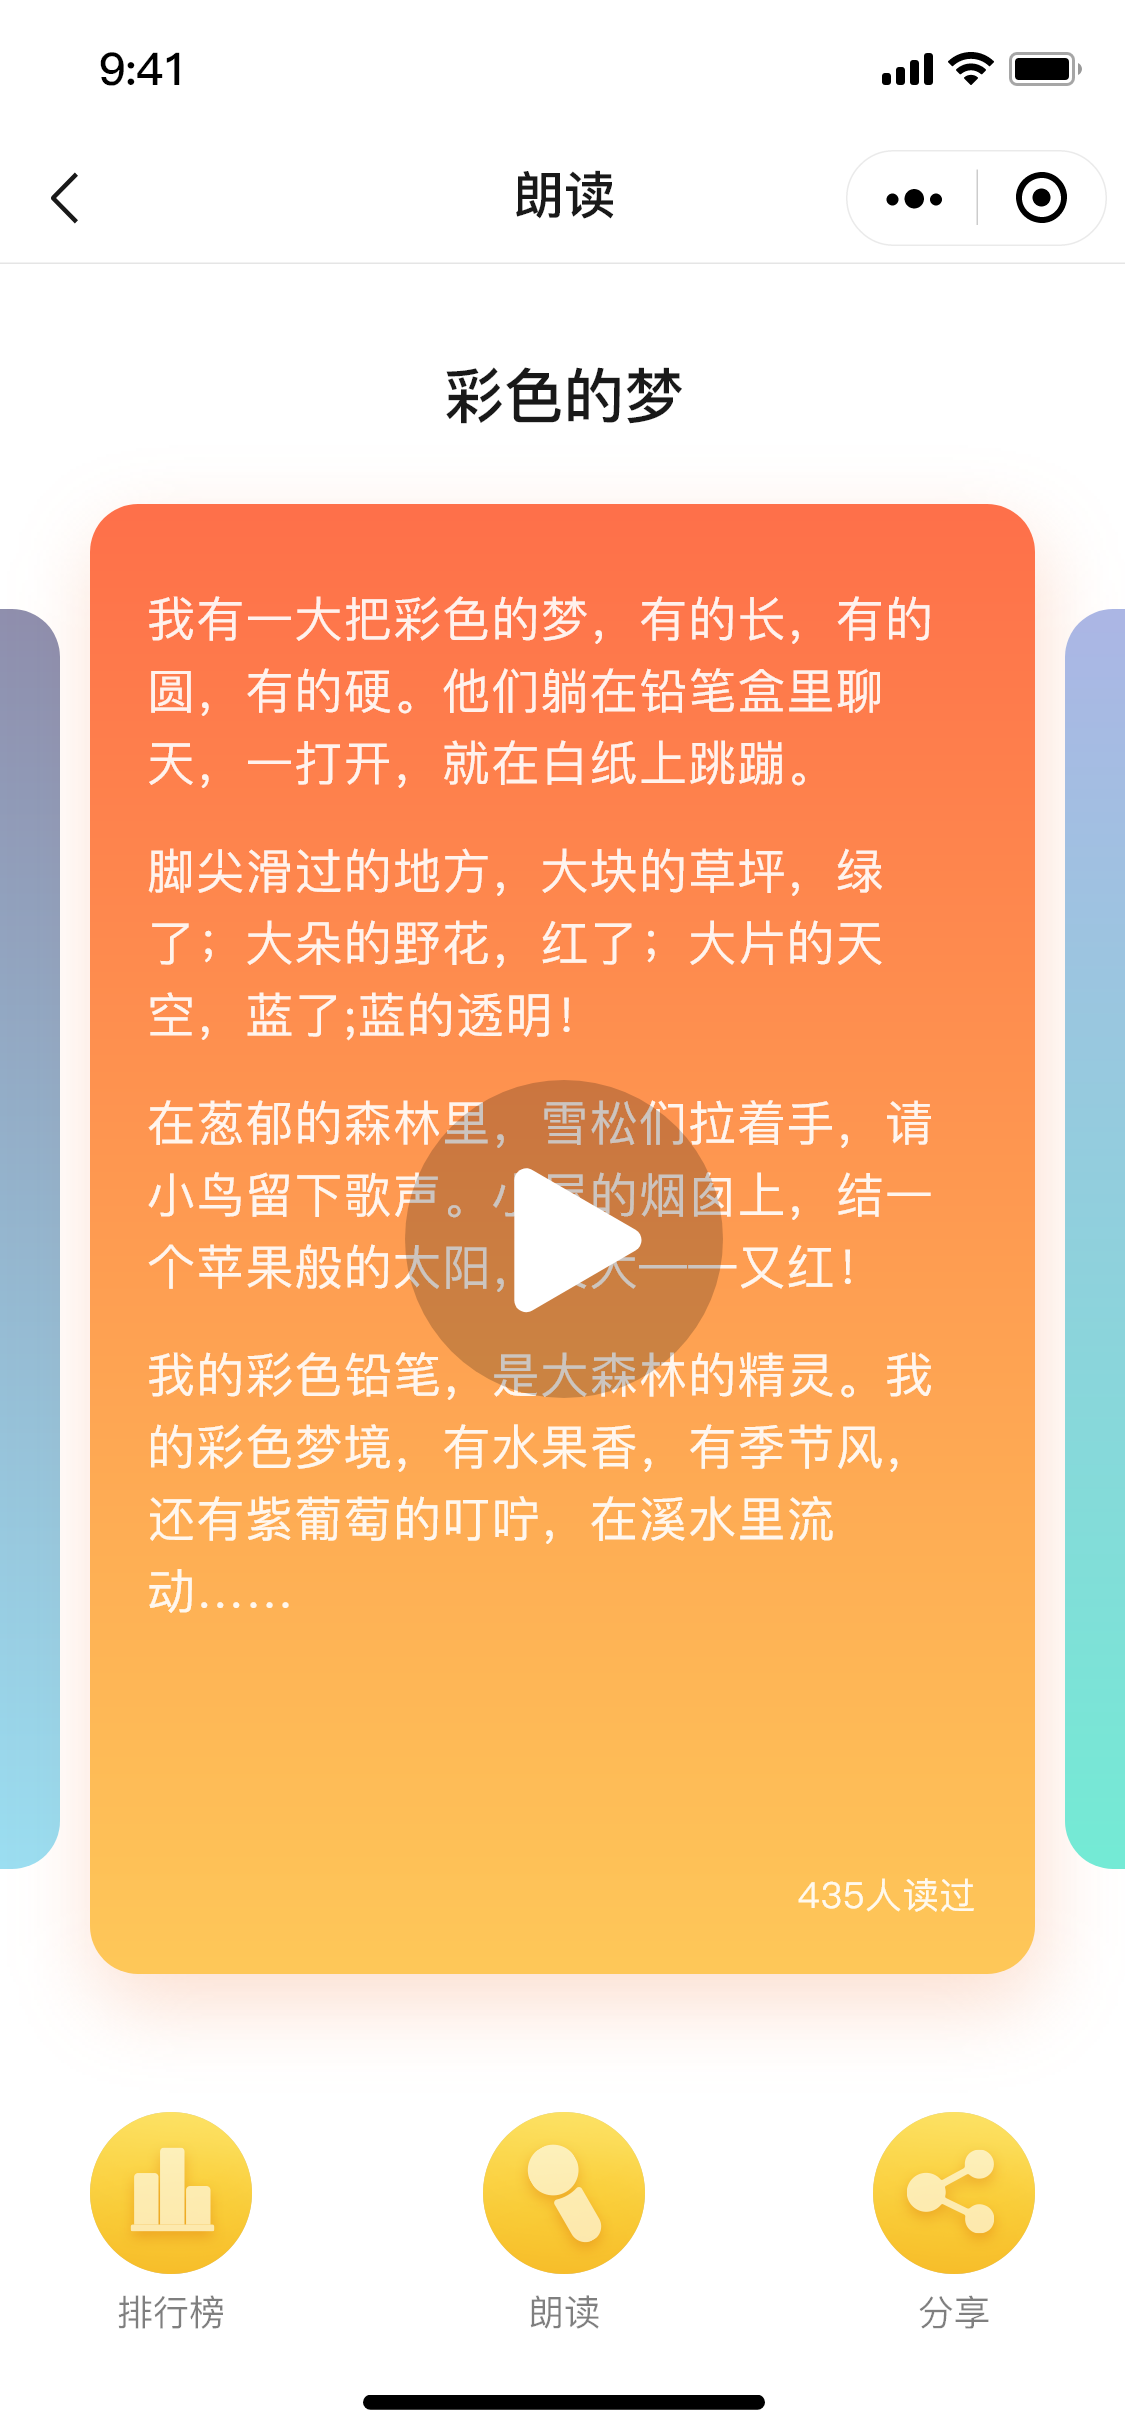 9:41
朗读
彩色的梦
我有一大把彩色的梦，有的长，有的
圆，有的硬。他们躺在铅笔盒里聊
天，一打开，就在白纸上跳蹦。
脚尖滑过的地方，大块的草坪，绿
了；大朵的野花，红了；大片的天
空，蓝了;蓝的透明！
在葱郁的森林里，雪松们拉着手，请
小鸟留下歌声。小屋的烟囱上，结一
个苹果般的太阳，又大——又红！
我的彩色铅笔，是大森林的精灵。我
的彩色梦境，有水果香，有季节风，
还有紫葡萄的叮咛，在溪水里流
动……
435人读过
排行榜
朗读
分享